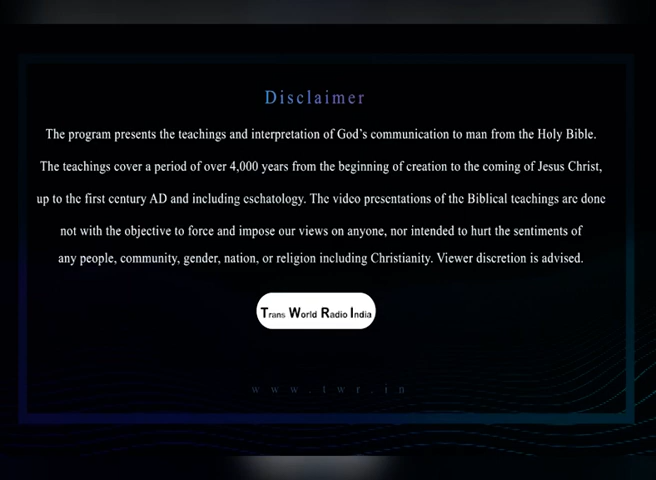 Disclaimer
The program presents the teachings and interpretation of God's communication to man from the Holy Bible.
The teachings cover a period of over 4,000 years from the beginning of creation to the coming of Jesus Christ,
up to the first century AD and including eschatology. The video presentations of the Biblical teachings are done
not with the objective to force and impose our views on anyone, nor intended to hurt the sentiments of
any people, community, gender, nation, or religion including Christianity. Viewer discretion is advised.
Trans World Radio India
www.twr.in